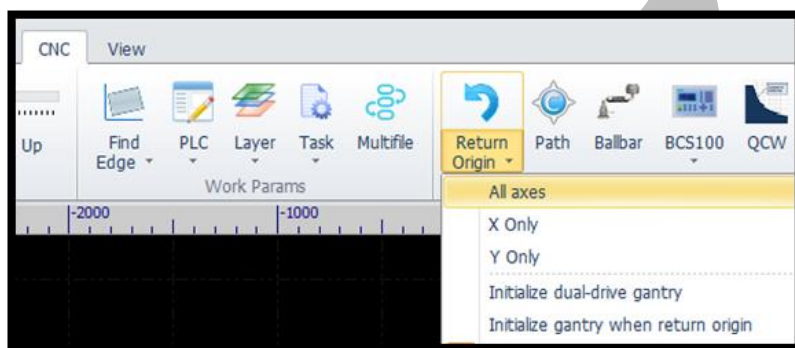 CNC View
Up Find Edge PLC Layer Task Multifile Return Origin Path Ballbar BCS100 QCW
Work Params
-2000 -1000
All axes
X Only
Y Only
Initialize dual-drive gantry
Initialize gantry when return origin